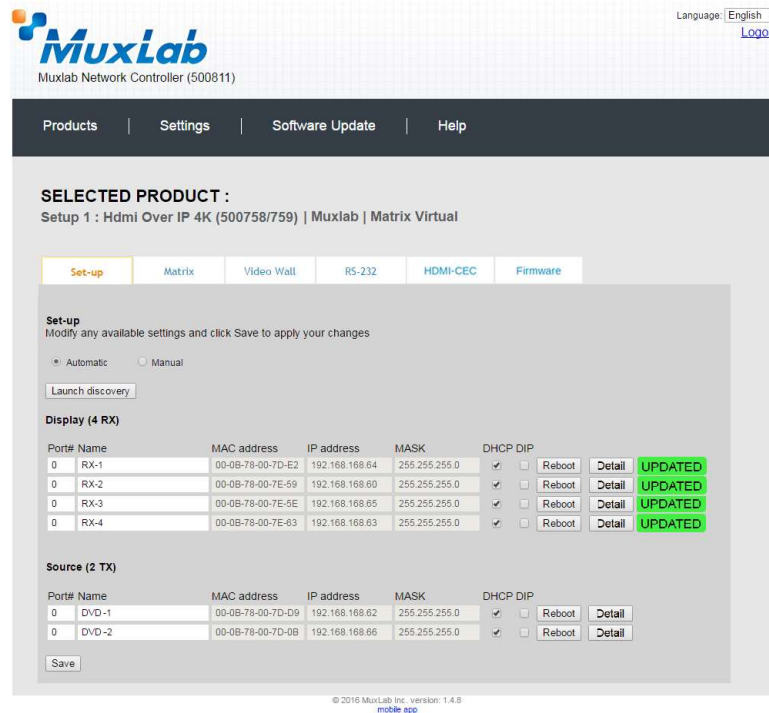 Language: English
Logo
MuxLab
Muxlab Network Controller (500811)
Products | Settings | Software Update | Help
SELECTED PRODUCT :
Setup 1 : Hdmi Over IP 4K (500758/759) | Muxlab | Matrix Virtual
Set-up Matrix Video Wall RS-232 HDMI-CEC Firmware
Set-up
Modify any available settings and click Save to apply your changes
Automatic Manual
Launch discovery
Display (4 RX)
Port# Name MAC address IP address MASK DHCP DIP
0 RX-1 00-0B-78-00-7D-E2 192.168.168.64 255.255.255.0 Reboot Detail UPDATED
0 RX-2 00-0B-78-00-7E-59 192.168.168.60 255.255.255.0 Reboot Detail UPDATED
0 RX-3 00-0B-78-00-7E-5E 192.168.168.65 255.255.255.0 Reboot Detail UPDATED
0 RX-4 00-0B-78-00-7E-63 192.168.168.63 255.255.255.0 Reboot Detail UPDATED
Source (2 TX)
Port# Name MAC address IP address MASK DHCP DIP
0 DVD-1 00-0B-78-00-7D-D9 192.168.168.62 255.255.255.0 Reboot Detail
0 DVD-2 00-0B-78-00-7D-0B 192.168.168.66 255.255.255.0 Reboot Detail
Save
© 2016 MuxLab Inc. version: 1.4.8
mobile app